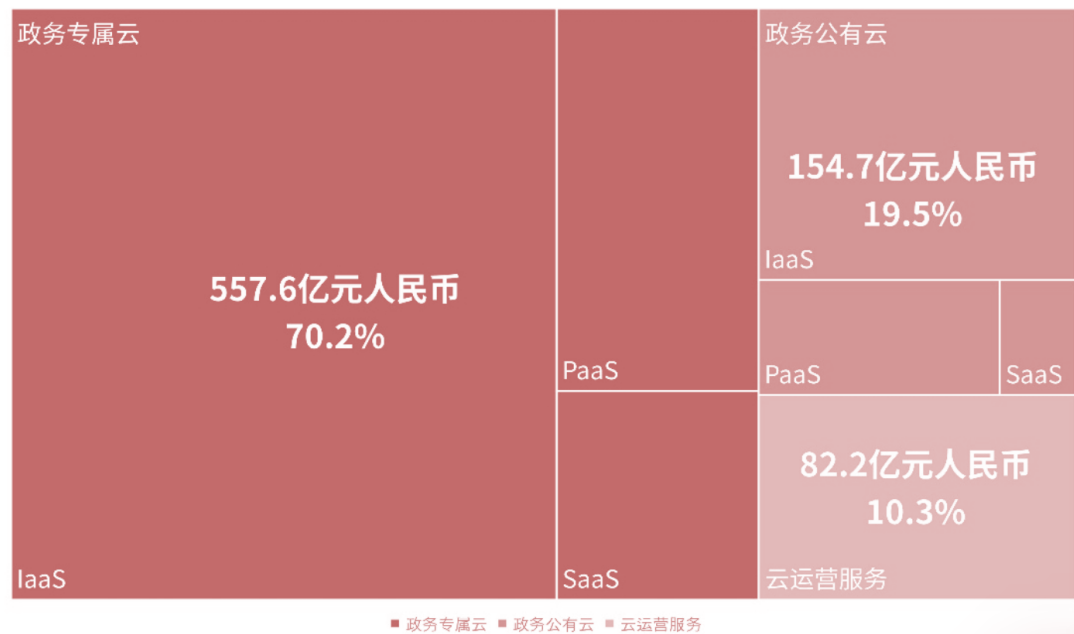 政务专属云
557.6亿元人民币
70.2%
IaaS
PaaS
SaaS
政务公有云
154.7亿元人民币
19.5%
IaaS
PaaS
SaaS
82.2亿元人民币
10.3%
云运营服务
政务专属云 政务公有云 云运营服务